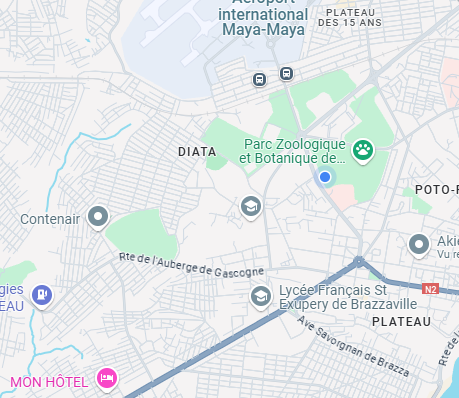 Aéroport
international
Maya-Maya
PLATEAU
DES 15 ANS
DIATA
Parc Zoologique
et Botanique de...
POTO-
Contenair
Akie
Vu re
Rte de l'Auberge de Gascogne
gies
EAU
N2
Lycée Français St
Exupery de Brazzaville
PLATEAU
Ave Savorgnan de Brazza
Rte de la
MON HÔTEL